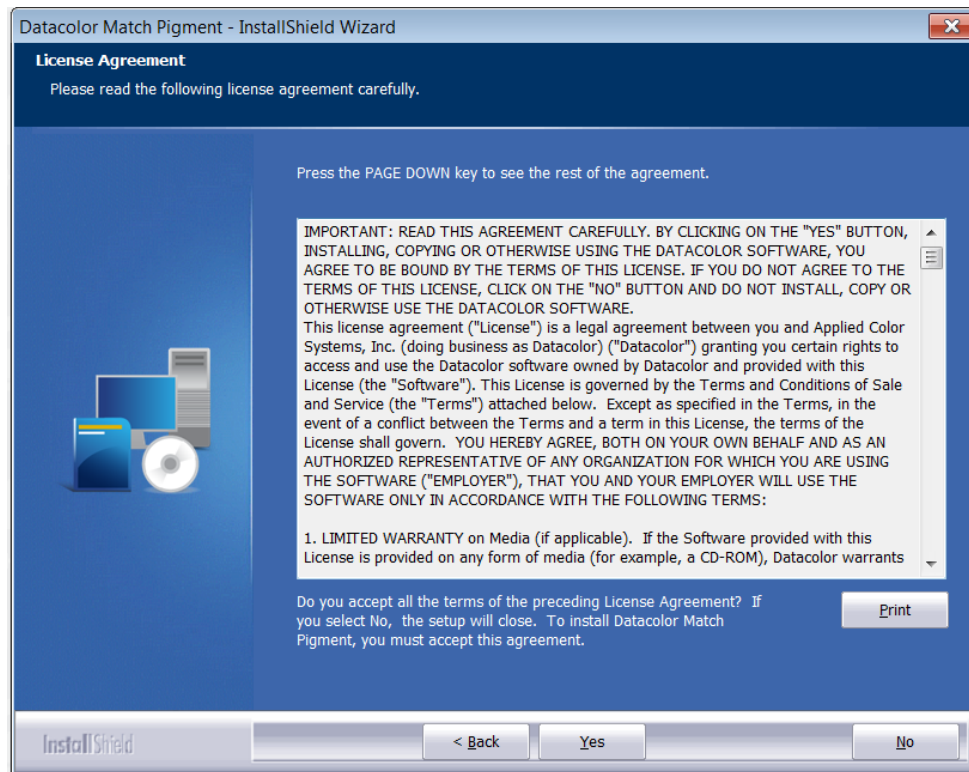 Datacolor Match Pigment - InstallShield Wizard
License Agreement
Please read the following license agreement carefully.
Press the PAGE DOWN key to see the rest of the agreement.
IMPORTANT: READ THIS AGREEMENT CAREFULLY. BY CLICKING ON THE "YES" BUTTON,
INSTALLING, COPYING OR OTHERWISE USING THE DATACOLOR SOFTWARE, YOU
AGREE TO BE BOUND BY THE TERMS OF THIS LICENSE. IF YOU DO NOT AGREE TO THE
TERMS OF THIS LICENSE, CLICK ON THE "NO" BUTTON AND DO NOT INSTALL, COPY OR
OTHERWISE USE THE DATACOLOR SOFTWARE.
This license agreement ("License") is a legal agreement between you and Applied Color
Systems, Inc. (doing business as Datacolor) ("Datacolor") granting you certain rights to
access and use the Datacolor software owned by Datacolor and provided with this
License (the "Software"). This License is governed by the Terms and Conditions of Sale
and Service (the "Terms") attached below.  Except as specified in the Terms, in the
event of a conflict between the Terms and a term in this License, the terms of the
License shall govern.  YOU HEREBY AGREE, BOTH ON YOUR OWN BEHALF AND AS AN
AUTHORIZED REPRESENTATIVE OF ANY ORGANIZATION FOR WHICH YOU ARE USING
THE SOFTWARE ("EMPLOYER"), THAT YOU AND YOUR EMPLOYER WILL USE THE
SOFTWARE ONLY IN ACCORDANCE WITH THE FOLLOWING TERMS:
1. LIMITED WARRANTY on Media (if applicable).  If the Software provided with this
License is provided on any form of media (for example, a CD-ROM), Datacolor warrants
Do you accept all the terms of the preceding License Agreement?  If
you select No,  the setup will close.  To install Datacolor Match
Pigment, you must accept this agreement.
Print
InstallShield
< Back
Yes
No